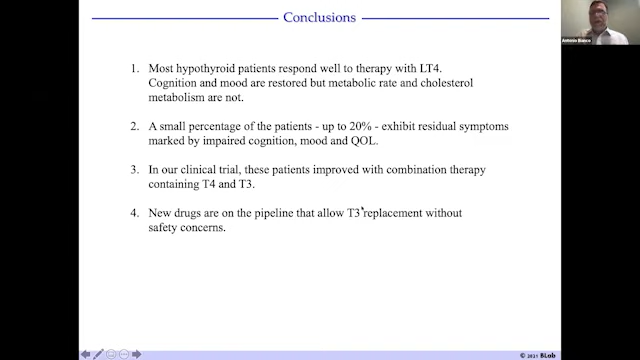 Conclusions
1. Most hypothyroid patients respond well to therapy with LT4.
Cognition and mood are restored but metabolic rate and cholesterol
metabolism are not.
2. A small percentage of the patients - up to 20% - exhibit residual symptoms
marked by impaired cognition, mood and QOL.
3. In our clinical trial, these patients improved with combination therapy
containing T4 and T3.
4. New drugs are on the pipeline that allow T3 replacement without
safety concerns.
Antonio Bianco
© 2021 BLab